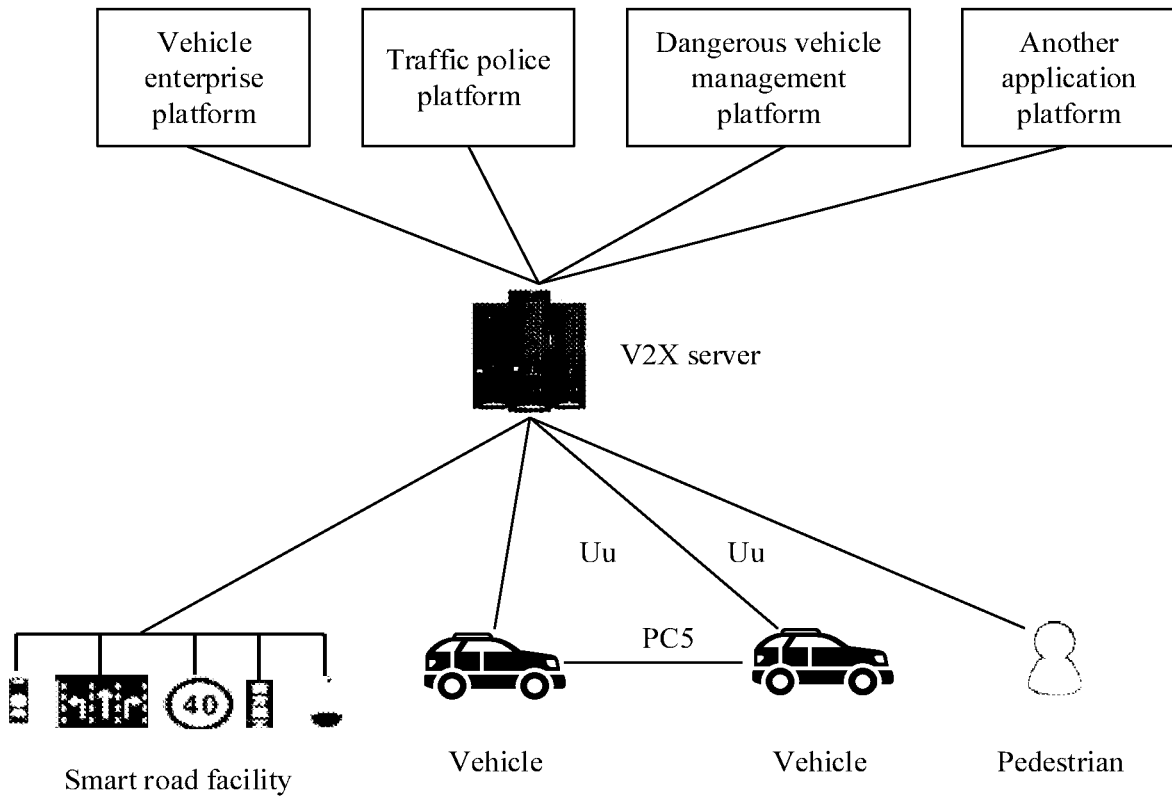 Vehicle
enterprise
platform
Traffic police
platform
Dangerous vehicle
management
platform
Another
application
platform
V2X server
Uu
Uu
PC5
40
Smart road facility
Vehicle
Vehicle
Pedestrian